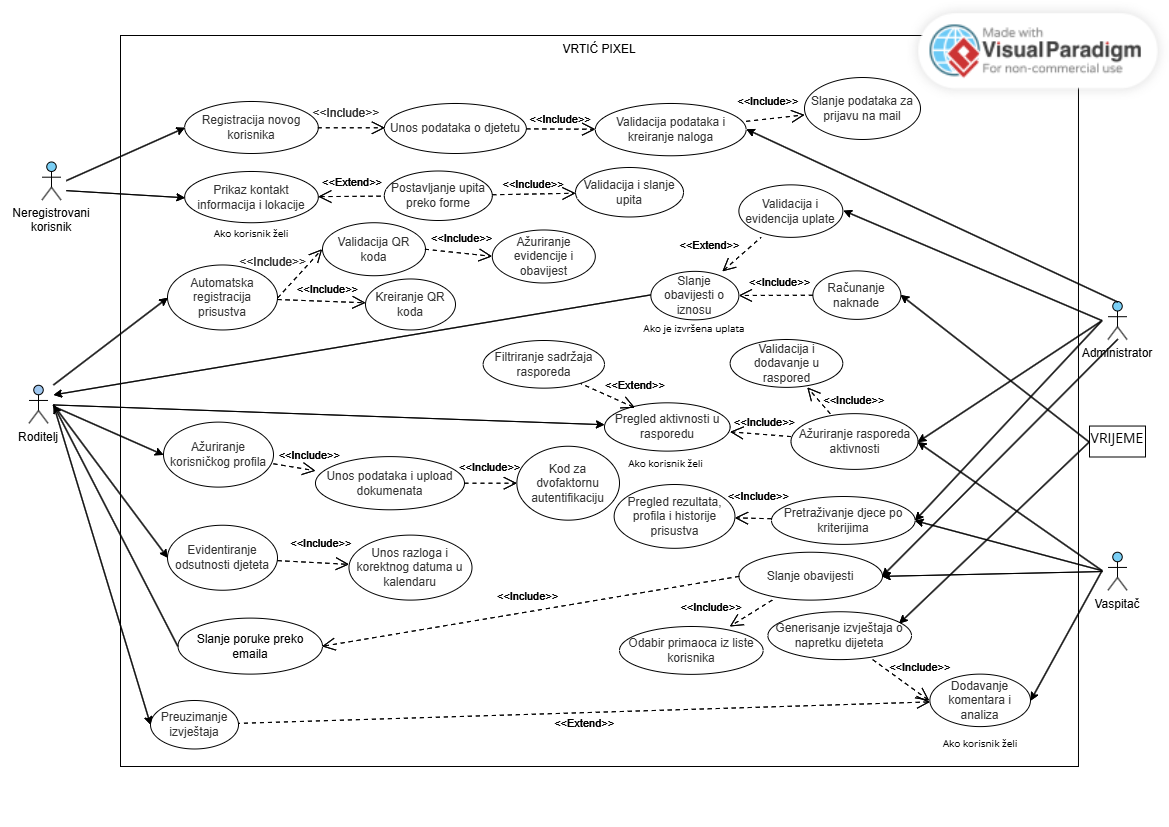 VRTIĆ PIXEL
Made with
VisualParadigm
For non-commercial use
Registracija novog
korisnika
<<Include>>
Unos podataka o djetetu
<<Include>>
Validacija podataka i
kreiranje naloga
<<Include>>
Slanje podataka za
prijavu na mail
Neregistrovani
korisnik
Prikaz kontakt
informacija i lokacije
Ako korisnik želi
<<Extend>>
Postavljanje upita
preko forme
<<Include>>
Validacija i slanje
upita
Validacija i
evidencija uplate
<<Extend>>
Automatska
registracija
prisustva
<<Include>>
Validacija QR
koda
<<Include>>
Ažuriranje
evidencije i
obavijest
<<Include>>
Kreiranje QR
koda
Slanje
obavijesti o
iznosu
Ako je izvršena uplata
<<Include>>
Računanje
naknade
Administrator
Filtriranje sadržaja
rasporeda
<<Extend>>
Validacija i
dodavanje u
raspored
<<Include>>
Roditelj
Pregled aktivnosti u
rasporedu
Ako korisnik želi
<<Include>>
Ažuriranje rasporeda
aktivnosti
VRIJEME
Ažuriranje
korisničkog profila
<<Include>>
Unos podataka i upload
dokumenata
<<Include>>
Kod za
dvofaktornu
autentifikaciju
Pregled rezultata,
profila i historije
prisustva
<<Include>>
Pretraživanje djece po
kriterijima
Evidentiranje
odsutnosti djeteta
<<Include>>
Unos razloga i
korektnog datuma u
kalendaru
Slanje obavijesti
<<Include>>
<<Include>>
Vaspitač
Slanje poruke preko
emaila
Odabir primaoca iz liste
korisnika
Generisanje izvještaja o
napretku dijeteta
<<Include>>
Preuzimanje
izvještaja
<<Extend>>
Dodavanje
komentara i
analiza
Ako korisnik želi